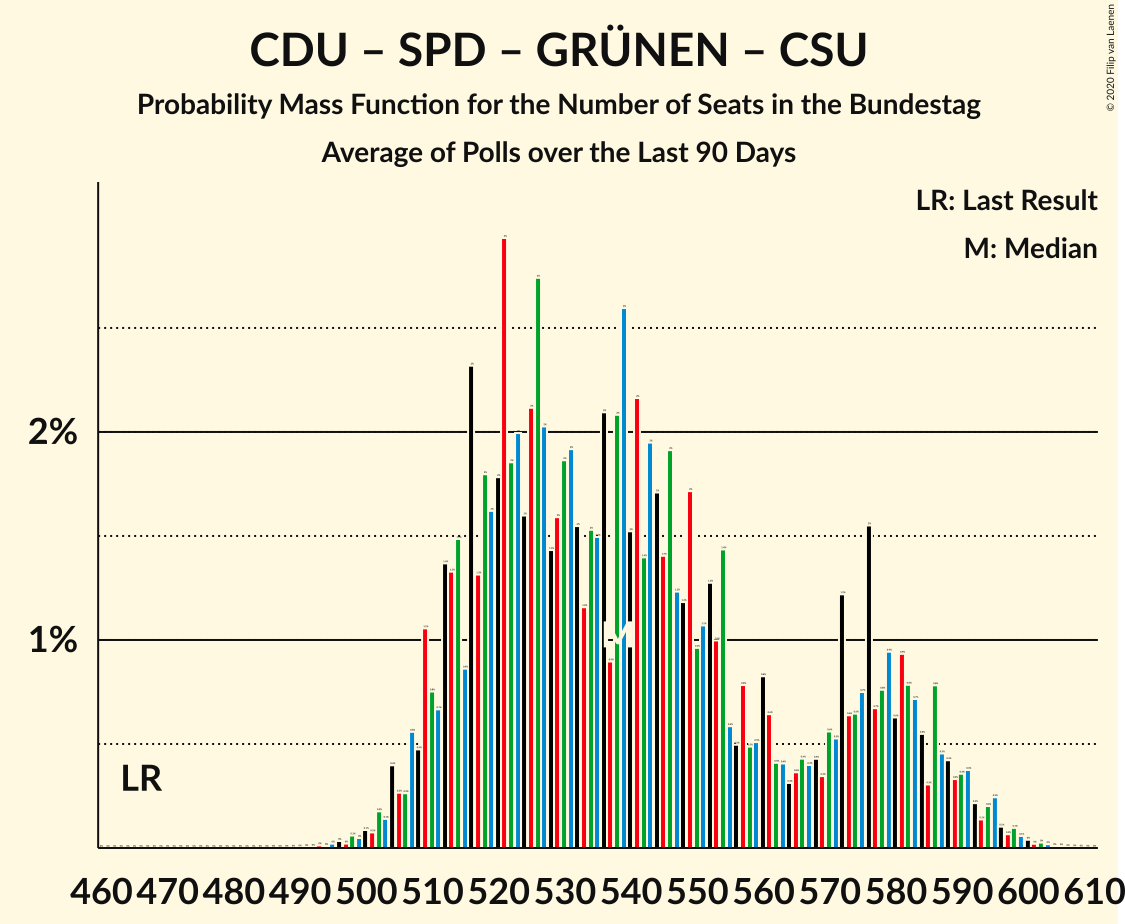 CDU – SPD – GRÜNEN – CSU
Probability Mass Function for the Number of Seats in the Bundestag
Average of Polls over the Last 90 Days
© 2020 Filip van Laenen
LR: Last Result
M: Median
2%
1%
LR
M
460 470 480 490 500 510 520 530 540 550 560 570 580 590 600 610